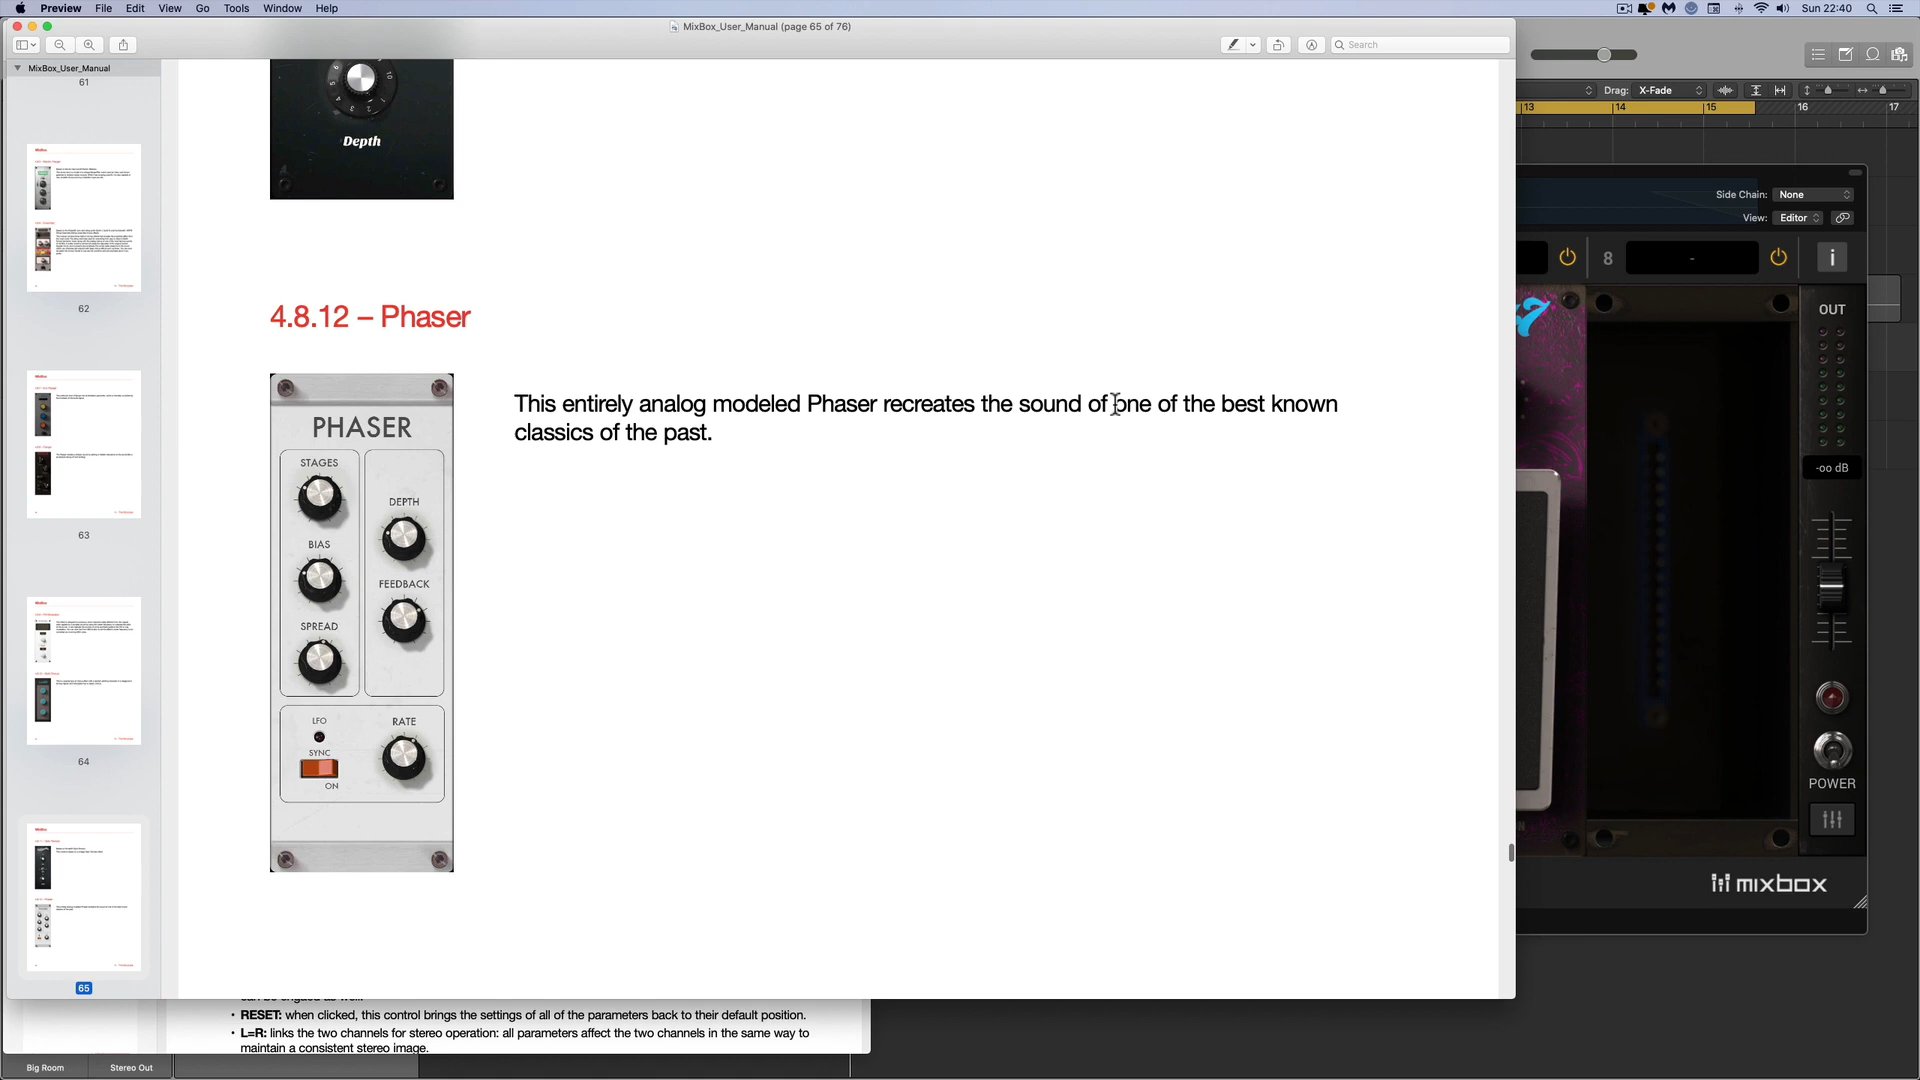 Preview File Edit View Go Tools Window Help
Sun 22:40
MixBox_User_Manual (page 65 of 76)
Search
MixBox_User_Manual
61
62
63
64
65
Depth
4.8.12 – Phaser
PHASER
STAGES
DEPTH
BIAS
FEEDBACK
SPREAD
LFO
RATE
SYNC
ON
This entirely analog modeled Phaser recreates the sound of one of the best known
classics of the past.
RESET: when clicked, this control brings the settings of all of the parameters back to their default position.
L=R: links the two channels for stereo operation: all parameters affect the two channels in the same way to
maintain a consistent stereo image.
Big Room Stereo Out
Drag: X-Fade
13 14 15 16 17
Side Chain: None
View: Editor
8 - i
OUT
-oo dB
POWER
mixbox